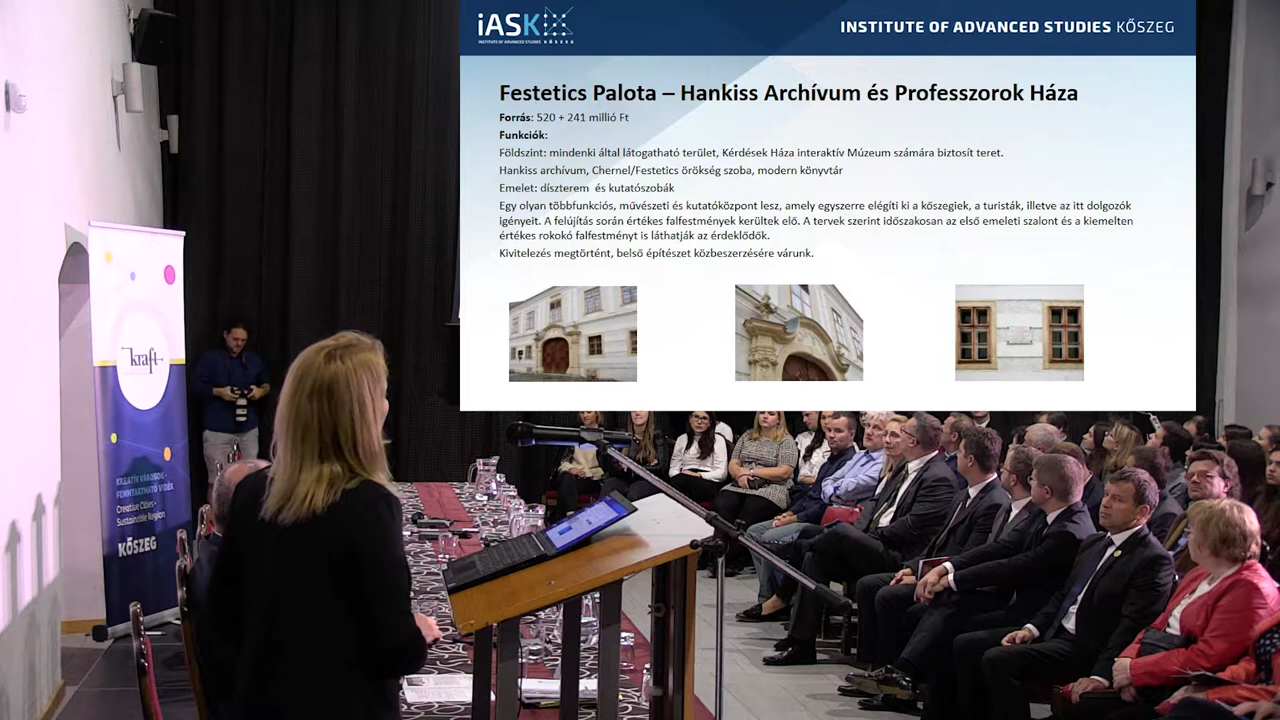 iASK
INSTITUTE OF ADVANCED STUDIES KŐSZEG
INSTITUTE OF ADVANCED STUDIES KŐSZEG
Festetics Palota – Hankiss Archívum és Professzorok Háza
Forrás: 520 + 241 millió Ft
Funkciók:
Földszint: mindenki által látogatható terület, Kérdések Háza interaktív Múzeum számára biztosít teret.
Hankiss archívum, Chernel/Festetics örökség szoba, modern könyvtár
Emelet: díszterem és kutatószobák
Egy olyan többfunkciós, művészeti és kutatóközpont lesz, amely egyszerre elégíti ki a kőszegiek, a turisták, illetve az itt dolgozók
igényeit. A felújítás során értékes falfestmények kerültek elő. A tervek szerint időszakosan az első emeleti szalont és a kiemelten
értékes rokokó falfestményt is láthatják az érdeklődők.
Kivitelezés megtörtént, belső építészet közbeszerzésére várunk.
kraft
KREATÍV VÁROSOK -
FENNTARTHATÓ VIDÉK
Creative Cities -
Sustainable Region
KŐSZEG